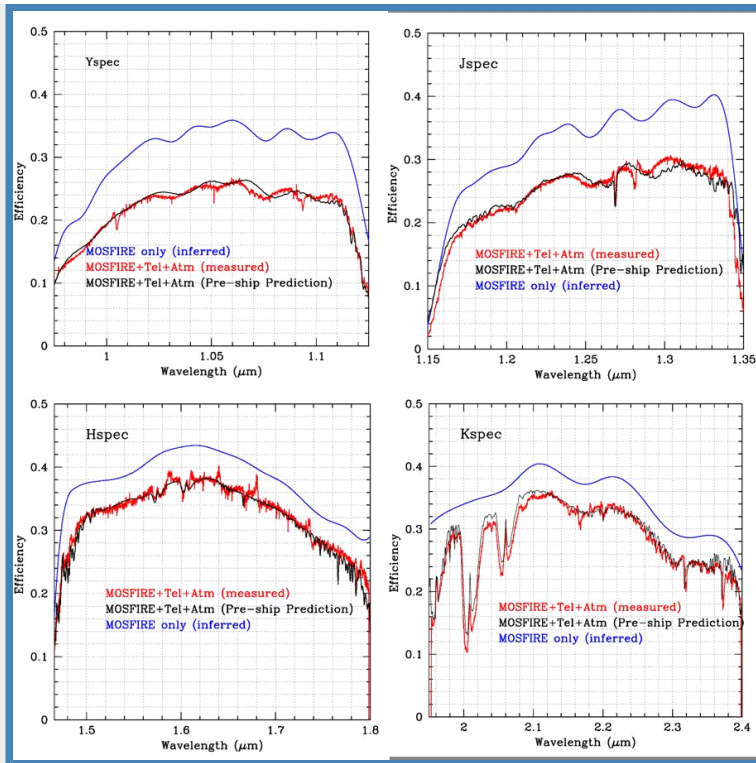 0.5
Yspec
0.4
0.3
Efficiency
0.2
MOSFIRE only (inferred)
MOSFIRE+Tel+Atm (measured)
0.1
MOSFIRE+Tel+Atm (Pre-ship Prediction)
0
1
1.05
1.1
Wavelength (μm)
0.5
Jspec
0.4
0.3
Efficiency
0.2
MOSFIRE+Tel+Atm (measured)
MOSFIRE+Tel+Atm (Pre-ship Prediction)
0.1
MOSFIRE only (inferred)
0
1.15
1.2
1.25
1.3
1.35
Wavelength (μm)
0.5
Hspec
0.4
0.3
Efficiency
0.2
MOSFIRE+Tel+Atm (measured)
MOSFIRE+Tel+Atm (Pre-ship Prediction)
MOSFIRE only (inferred)
0.1
0
1.5
1.6
1.7
1.8
Wavelength (μm)
0.5
Kspec
0.4
0.3
Efficiency
0.2
MOSFIRE+Tel+Atm (measured)
MOSFIRE+Tel+Atm (Pre-ship Prediction)
MOSFIRE only (inferred)
0.1
0
2
2.1
2.2
2.3
2.4
Wavelength (μm)